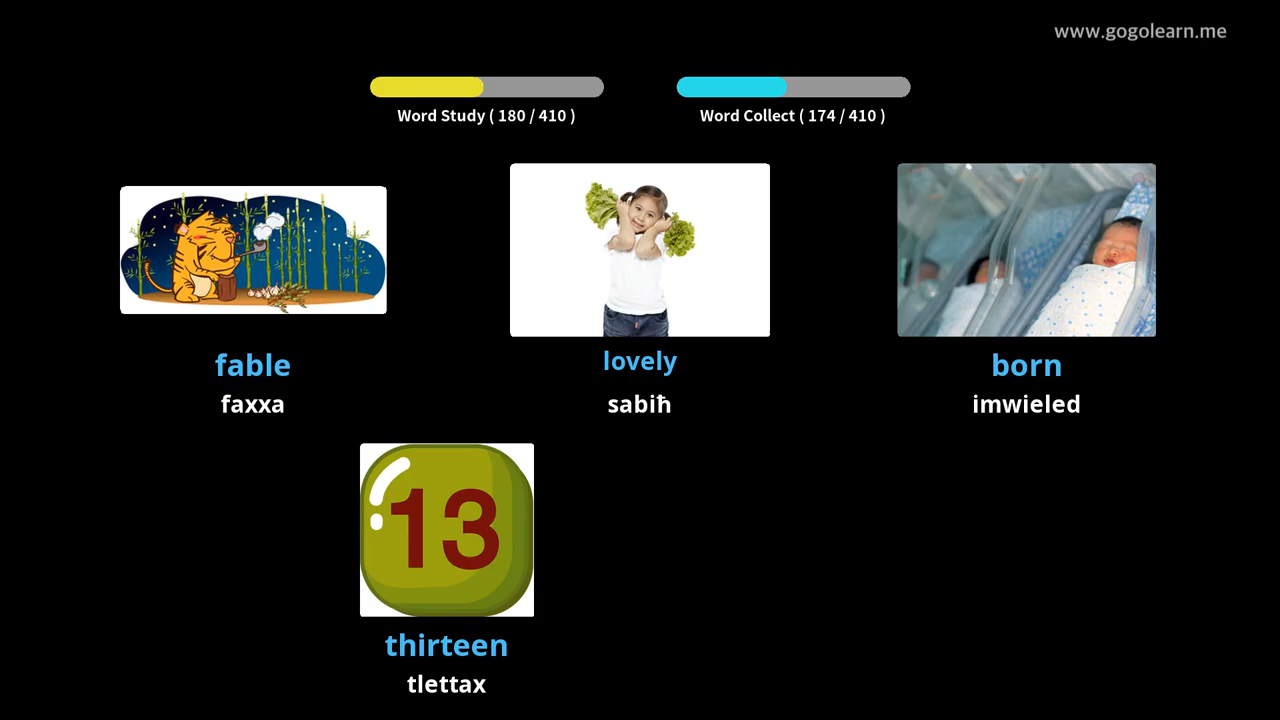 www.gogolearn.me
Word Study ( 180 / 410 )
Word Collect ( 174 / 410 )
fable
faxxa
lovely
sabiħ
born
imwieled
13
thirteen
tlettax